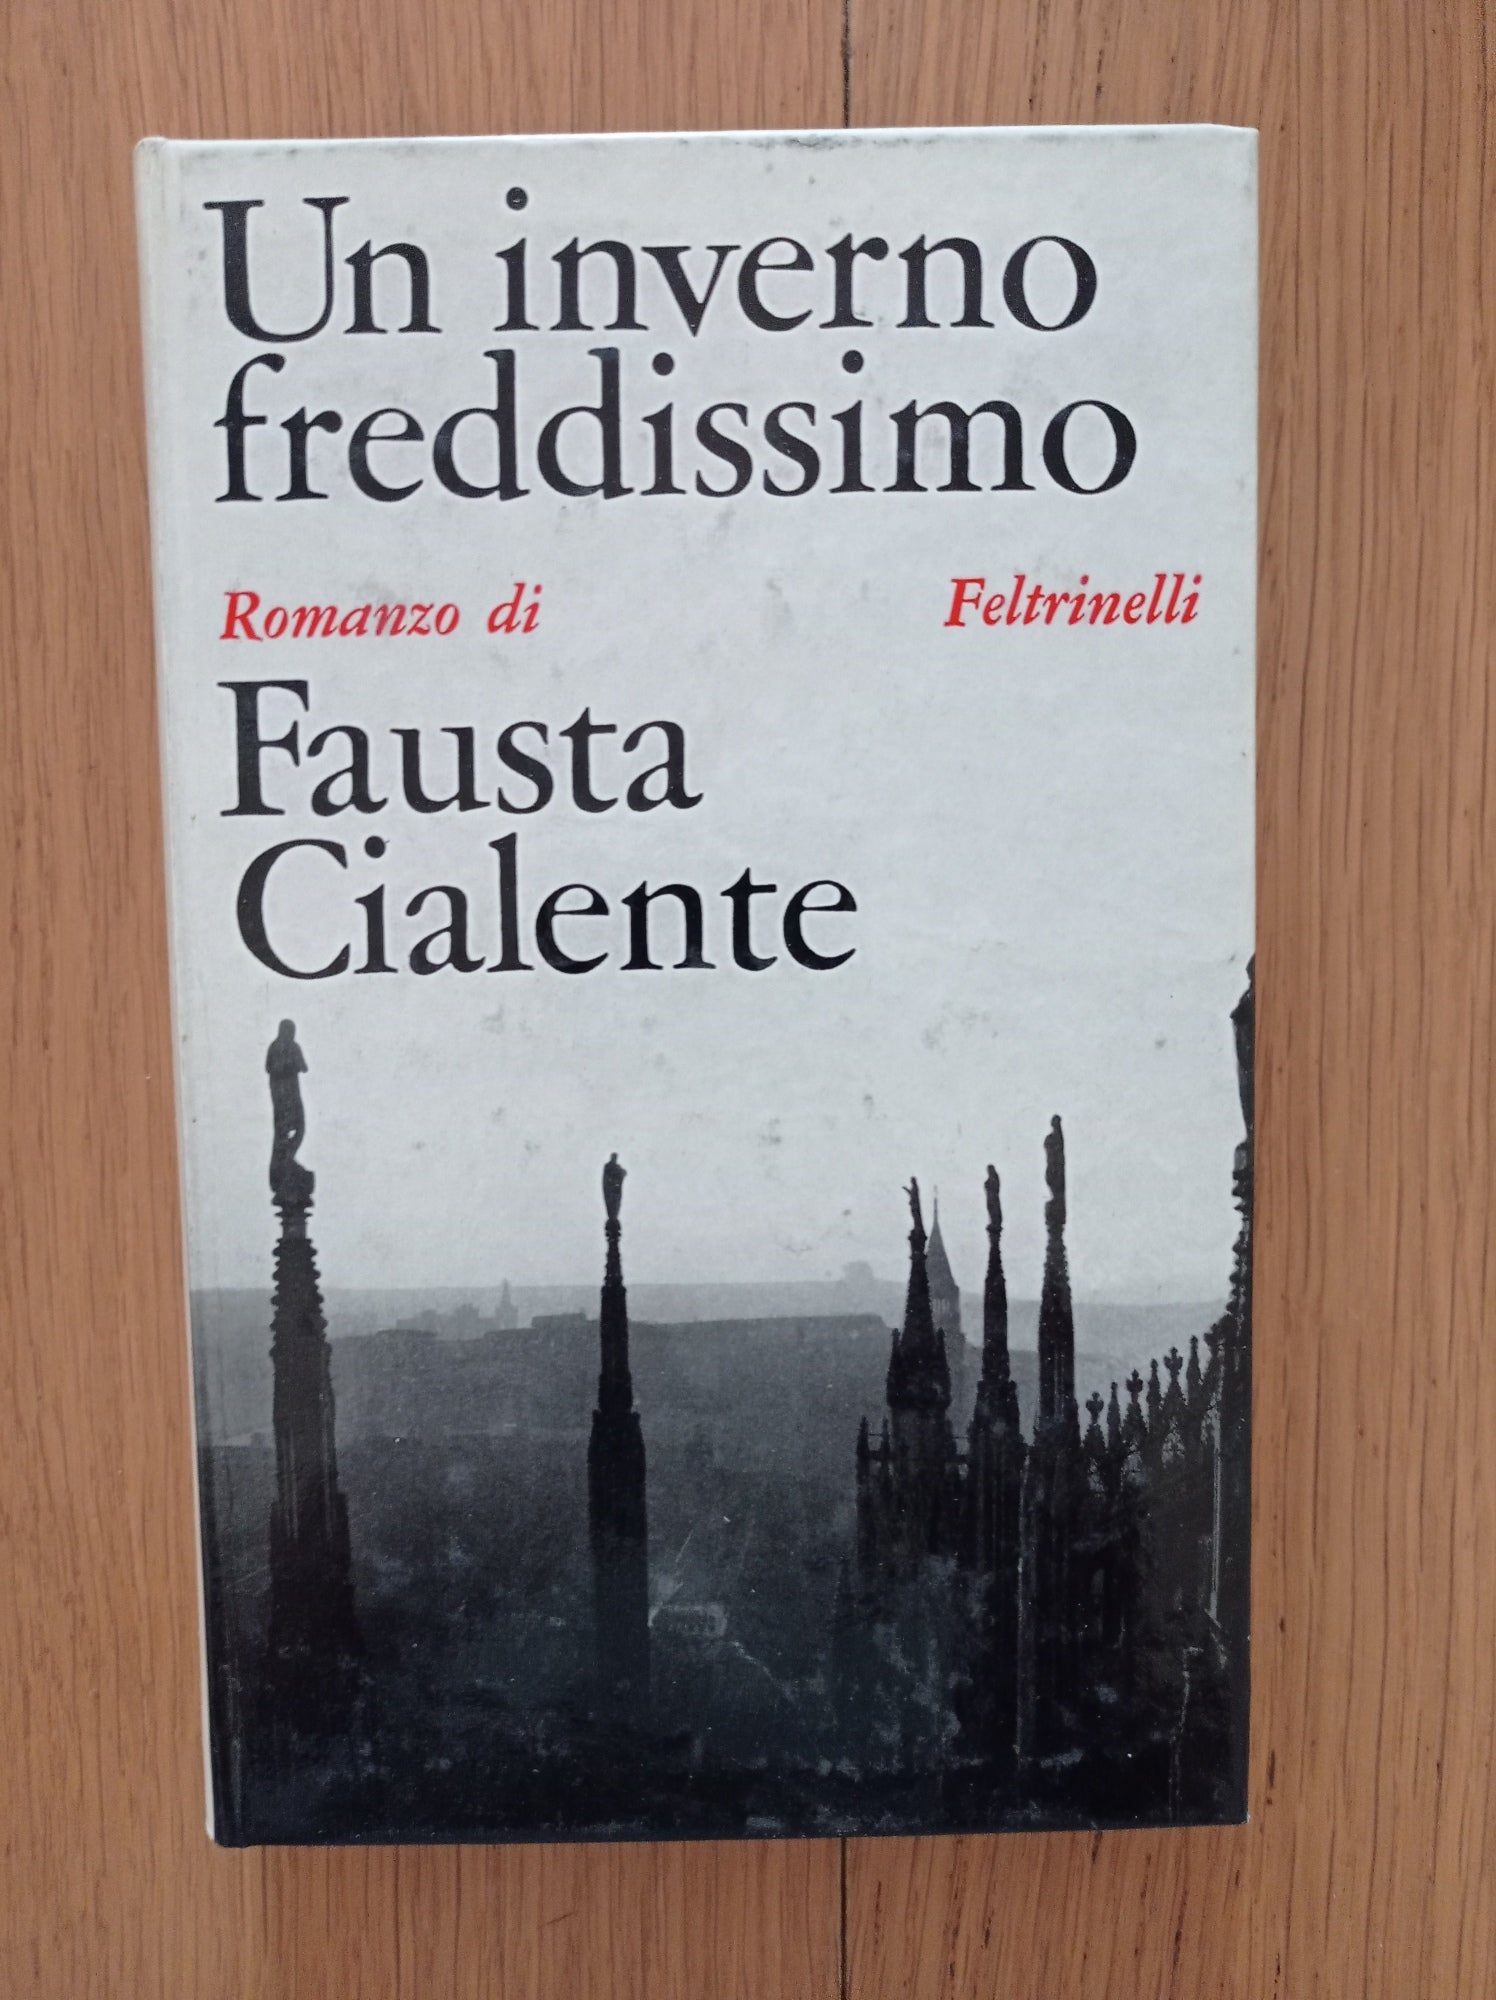 Un inverno
freddissimo
Romanzo di
Feltrinelli
Fausta
Cialente